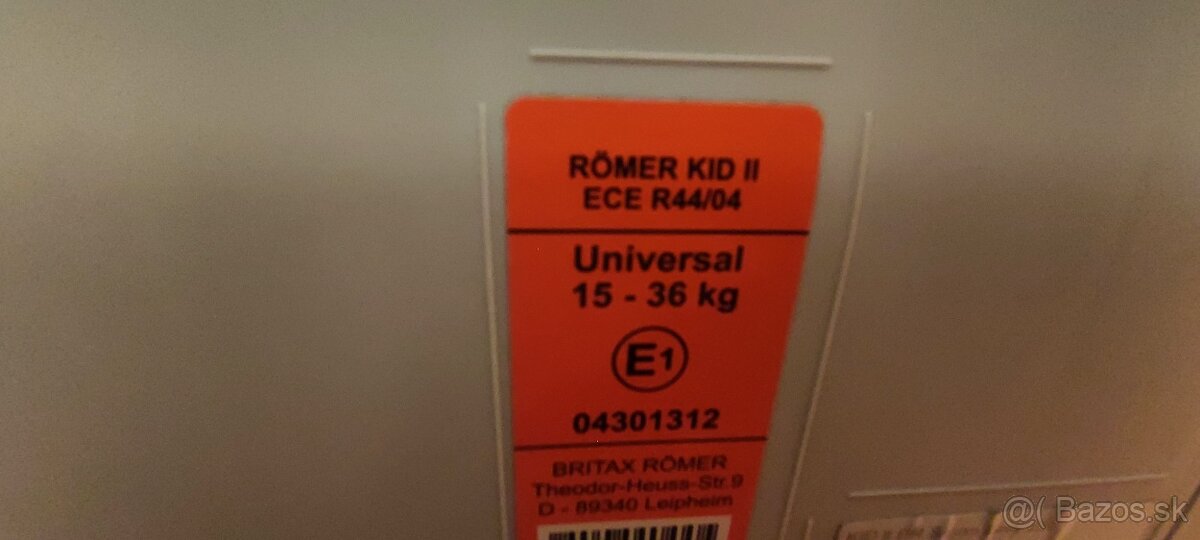 RÖMER KID II
ECE R44/04
Universal
15 - 36 kg
E1
04301312
BRITAX RÖMER
Theodor-Heuss-Str.9
D - 89340 Leipheim
@( Bazos.sk